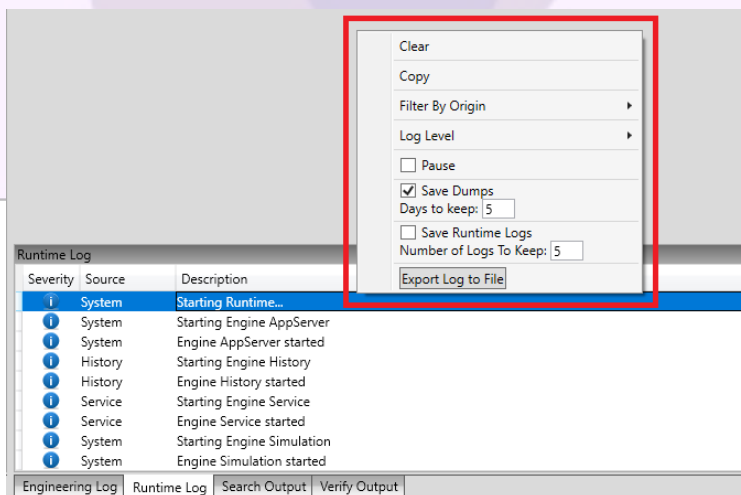 Clear
Copy
Filter By Origin
Log Level
Pause
Save Dumps
Days to keep: 5
Save Runtime Logs
Number of Logs To Keep: 5
Export Log to File
Runtime Log
Severity Source Description
System Starting Runtime...
System Starting Engine AppServer
System Engine AppServer started
History Starting Engine History
History Engine History started
Service Starting Engine Service
Service Engine Service started
System Starting Engine Simulation
System Engine Simulation started
Engineering Log Runtime Log Search Output Verify Output